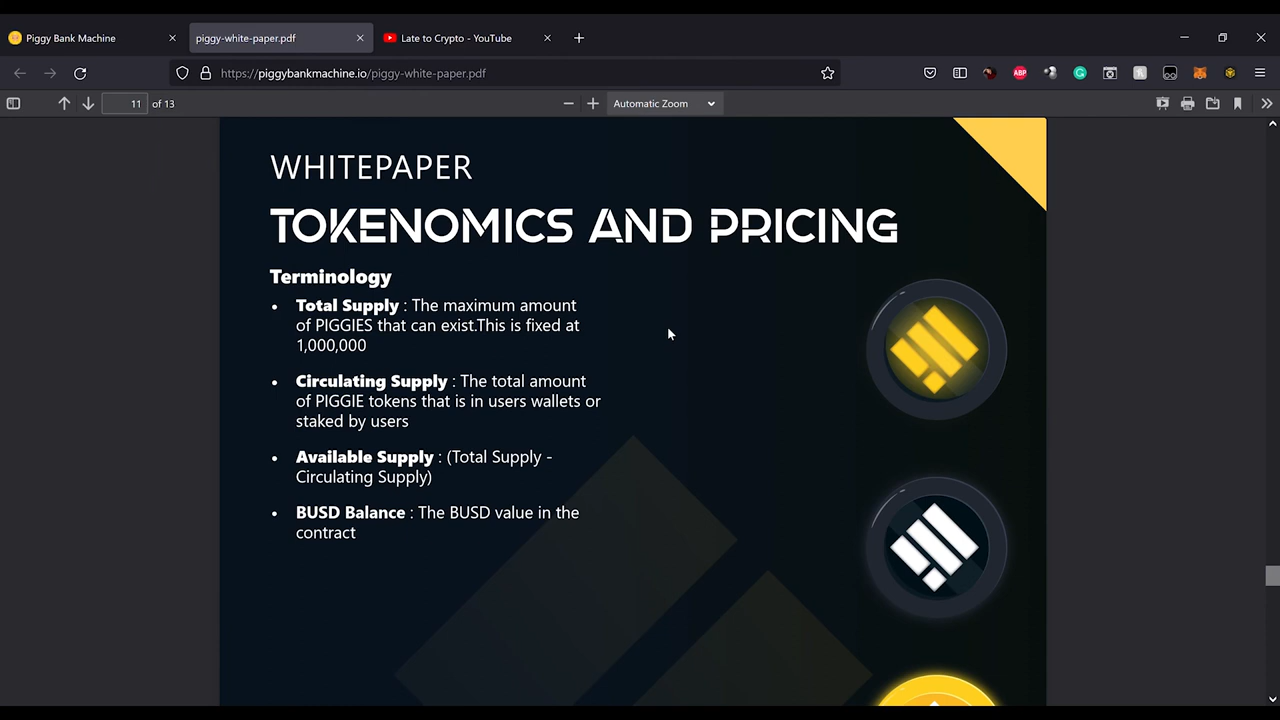 Piggy Bank Machine
piggy-white-paper.pdf
Late to Crypto - YouTube
https://piggybankmachine.io/piggy-white-paper.pdf
ABP
11 of 13
Automatic Zoom
WHITEPAPER
TOKENOMICS AND PRICING
Terminology
• Total Supply : The maximum amount
of PIGGIES that can exist.This is fixed at
1,000,000
• Circulating Supply : The total amount
of PIGGIE tokens that is in users wallets or
staked by users
• Available Supply : (Total Supply -
Circulating Supply)
• BUSD Balance : The BUSD value in the
contract